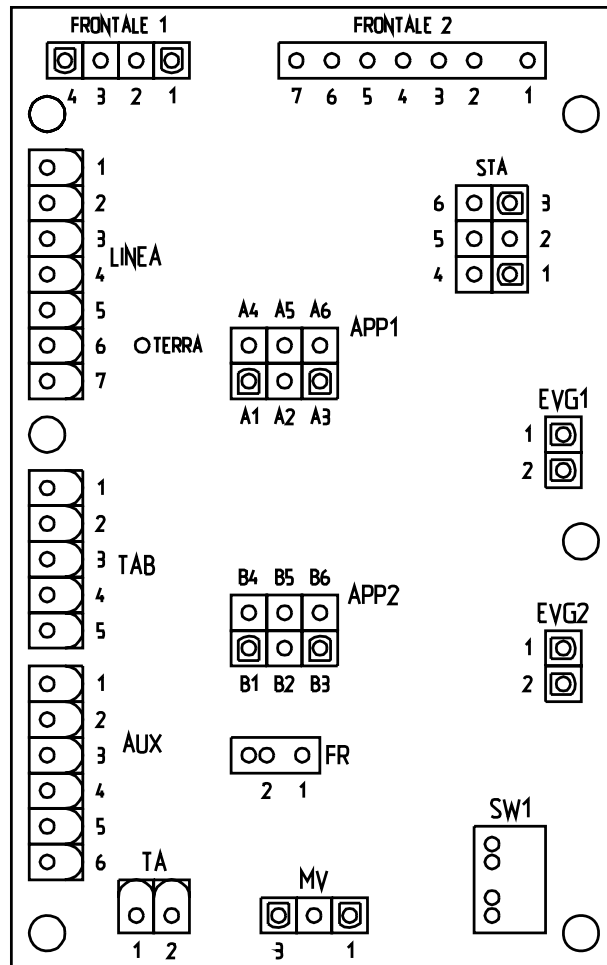 FRONTALE 1 FRONTALE 2
4 3 2 1 7 6 5 4 3 2 1
STA
6 3
5 2
4 1
1
2
3
4
5
6
7
LINEA
TERRA
A4 A5 A6
APP1
A1 A2 A3
EVG1
1
2
1
2
3
4
5
TAB
B4 B5 B6
APP2
B1 B2 B3
EVG2
1
2
1
2
3
4
5
6
AUX
FR
2 1
SW1
TA
1 2
MV
3 1